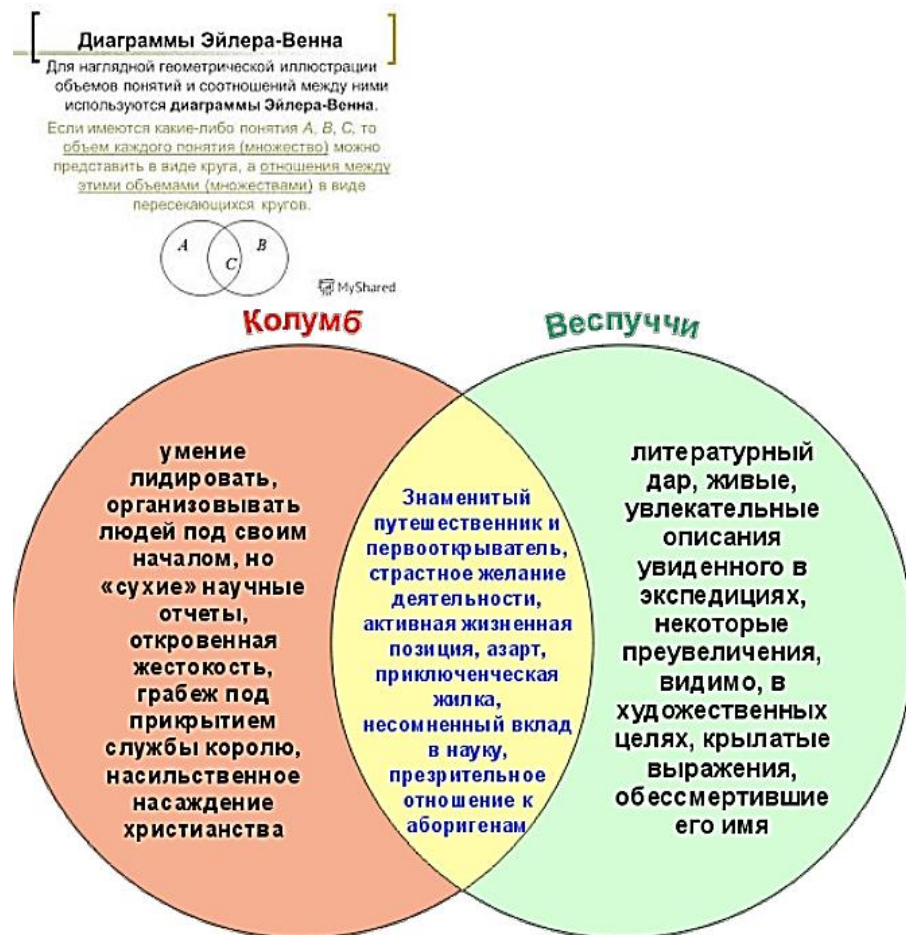 Диаграммы Эйлера-Венна
Для наглядной геометрической иллюстрации
объемов понятий и соотношений между ними
используются диаграммы Эйлера-Венна.
Если имеются какие-либо понятия A, B, C, то
объем каждого понятия (множество) можно
представить в виде круга, а отношения между
этими объемами (множествами) в виде
пересекающихся кругов.
A
B
C
MyShared
Колумб
Веспуччи
умение
лидировать,
организовывать
людей под своим
началом, но
«сухие» научные
отчеты,
откровенная
жестокость,
грабеж под
прикрытием
службы королю,
насильственное
насаждение
христианства
Знаменитый
путешественник и
первооткрыватель,
страстное желание
деятельности,
активная жизненная
позиция, азарт,
приключенческая
жилка,
несомненный вклад
в науку,
презрительное
отношение к
аборигенам
литературный
дар, живые,
увлекательные
описания
увиденного в
экспедициях,
некоторые
преувеличения,
видимо, в
художественных
целях, крылатые
выражения,
обессмертившие
его имя